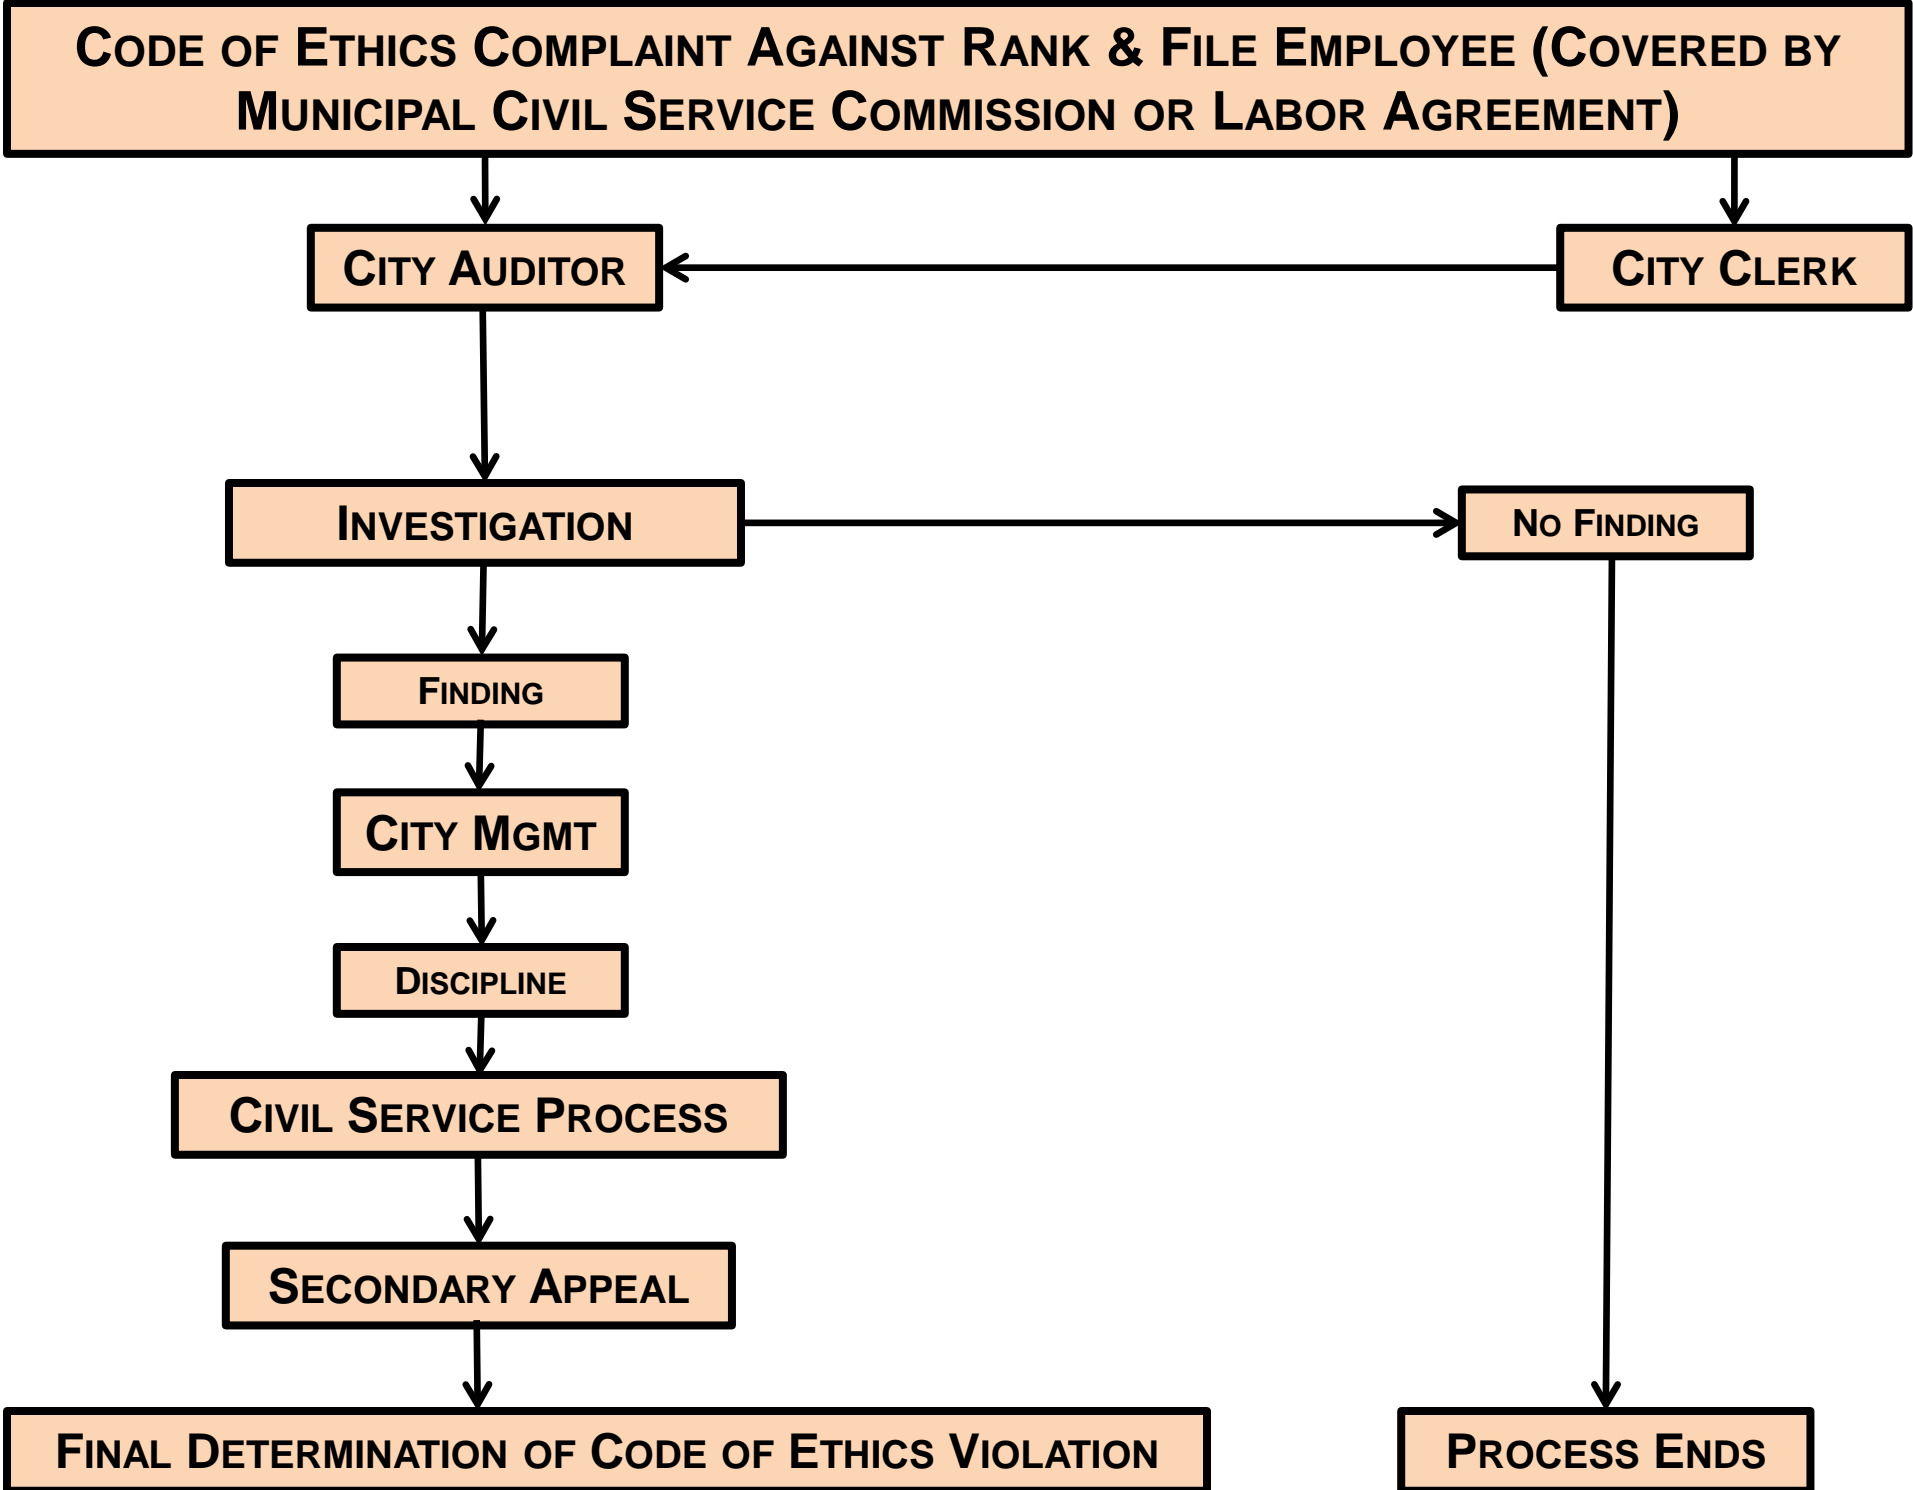 CODE OF ETHICS COMPLAINT AGAINST RANK & FILE EMPLOYEE (COVERED BY
MUNICIPAL CIVIL SERVICE COMMISSION OR LABOR AGREEMENT)
CITY AUDITOR
CITY CLERK
INVESTIGATION
NO FINDING
FINDING
CITY MGMT
DISCIPLINE
CIVIL SERVICE PROCESS
SECONDARY APPEAL
FINAL DETERMINATION OF CODE OF ETHICS VIOLATION
PROCESS ENDS